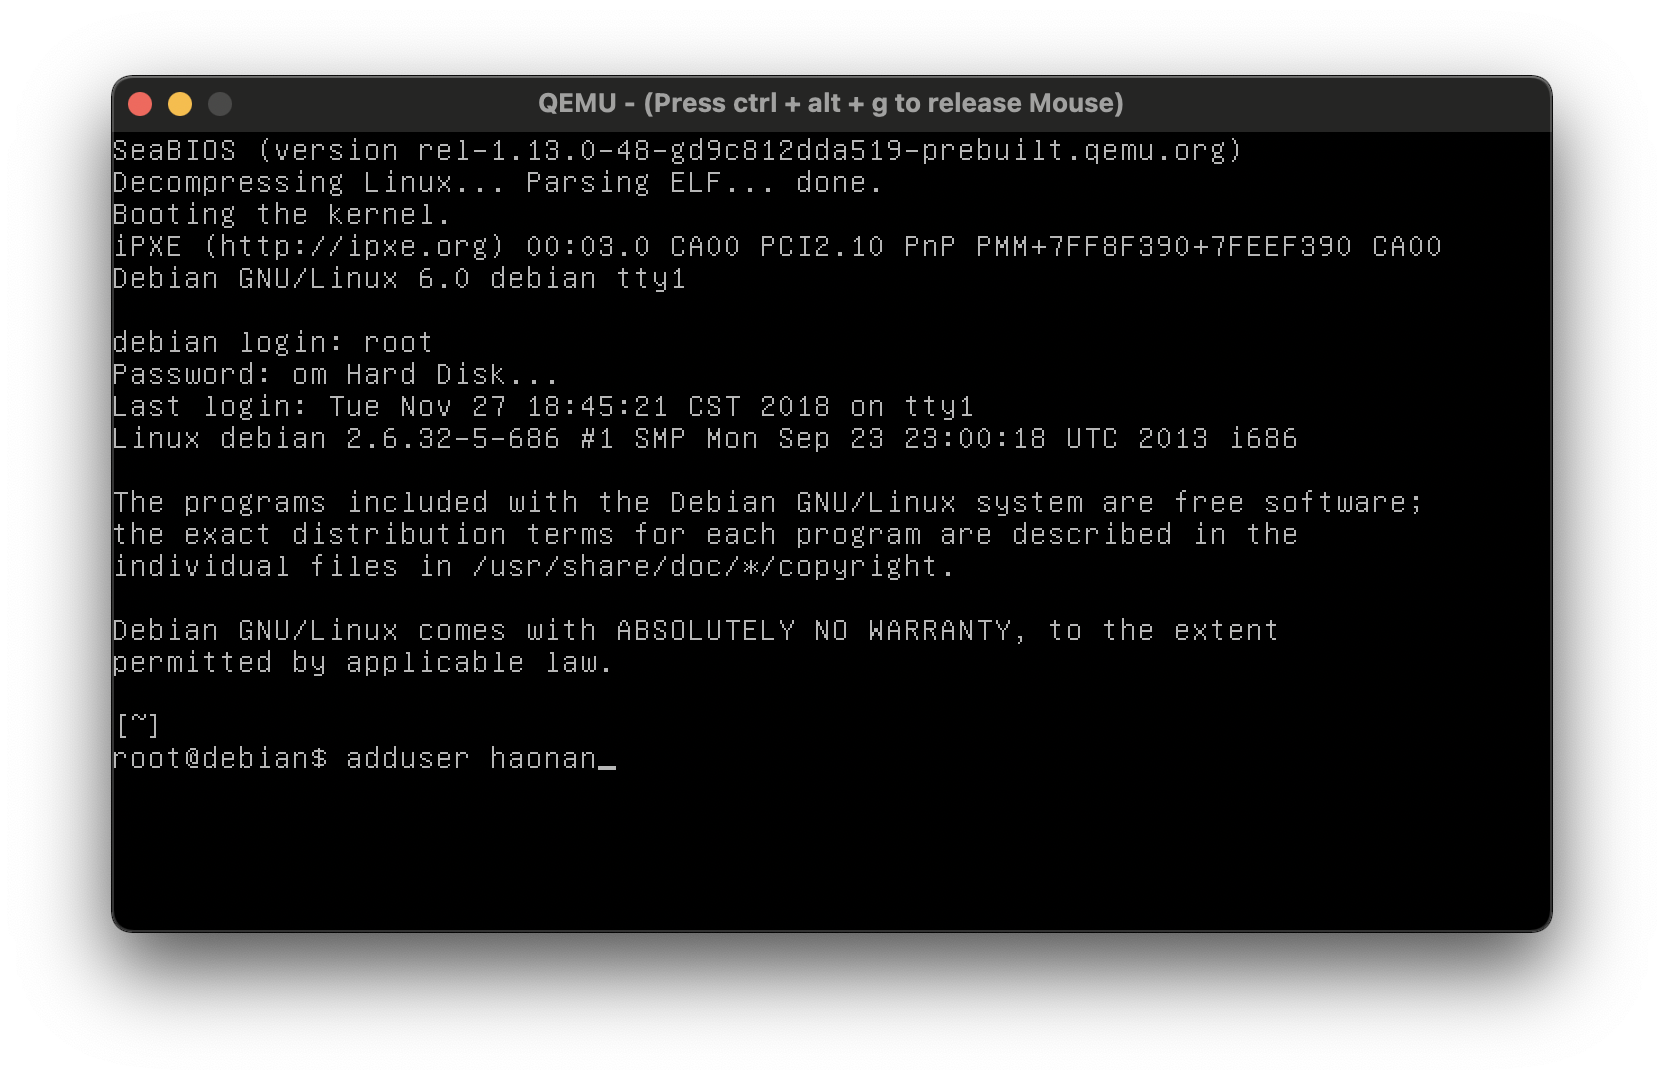 QEMU - (Press ctrl + alt + g to release Mouse)
SeaBIOS (version rel-1.13.0-48-gd9c812dda519-prebuilt.qemu.org)
Decompressing Linux... Parsing ELF... done.
Booting the kernel.
iPXE (http://ipxe.org) 00:03.0 CA00 PCI2.10 PnP PMM+7FF8F390+7FEEF390 CA00
Debian GNU/Linux 6.0 debian tty1
debian login: root
Password: om Hard Disk...
Last login: Tue Nov 27 18:45:21 CST 2018 on tty1
Linux debian 2.6.32-5-686 #1 SMP Mon Sep 23 23:00:18 UTC 2013 i686
The programs included with the Debian GNU/Linux system are free software;
the exact distribution terms for each program are described in the
individual files in /usr/share/doc/*/copyright.
Debian GNU/Linux comes with ABSOLUTELY NO WARRANTY, to the extent
permitted by applicable law.
[~]
root@debian$ adduser haonan_